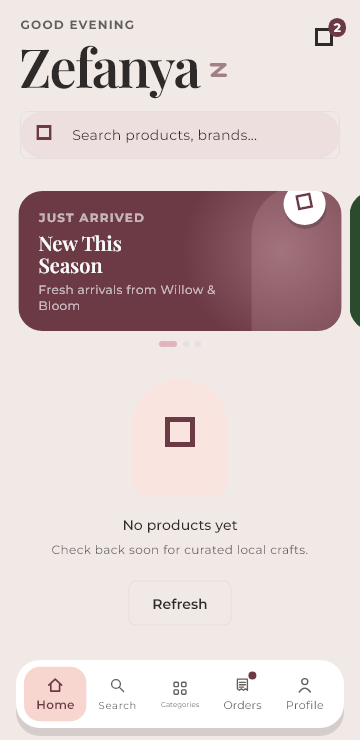 GOOD EVENING
Zefanya
2
Search products, brands...
JUST ARRIVED
New This
Season
Fresh arrivals from Willow &
Bloom
No products yet
Check back soon for curated local crafts.
Refresh
Home
Search
Categories
Orders
Profile